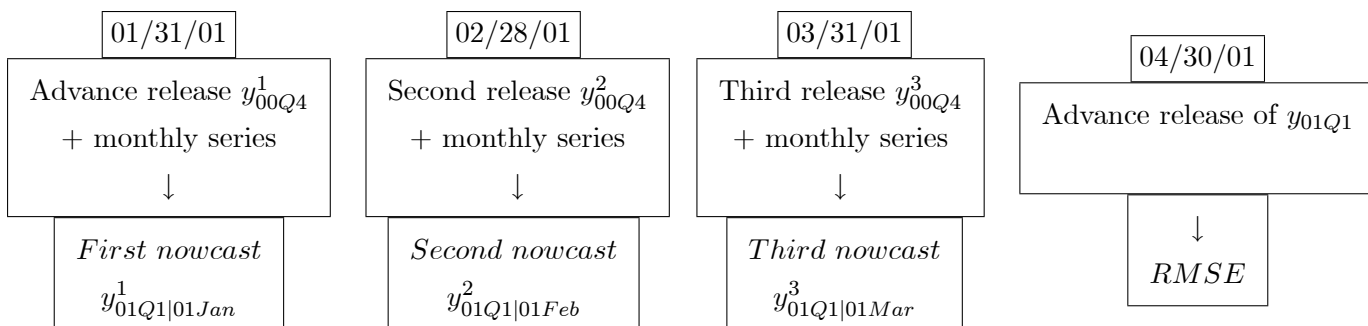 01/31/01
Advance release y^1_{00Q4}
+ monthly series
↓
First nowcast
y^1_{01Q1|01Jan}
02/28/01
Second release y^2_{00Q4}
+ monthly series
↓
Second nowcast
y^2_{01Q1|01Feb}
03/31/01
Third release y^3_{00Q4}
+ monthly series
↓
Third nowcast
y^3_{01Q1|01Mar}
04/30/01
Advance release of y_{01Q1}
↓
RMSE